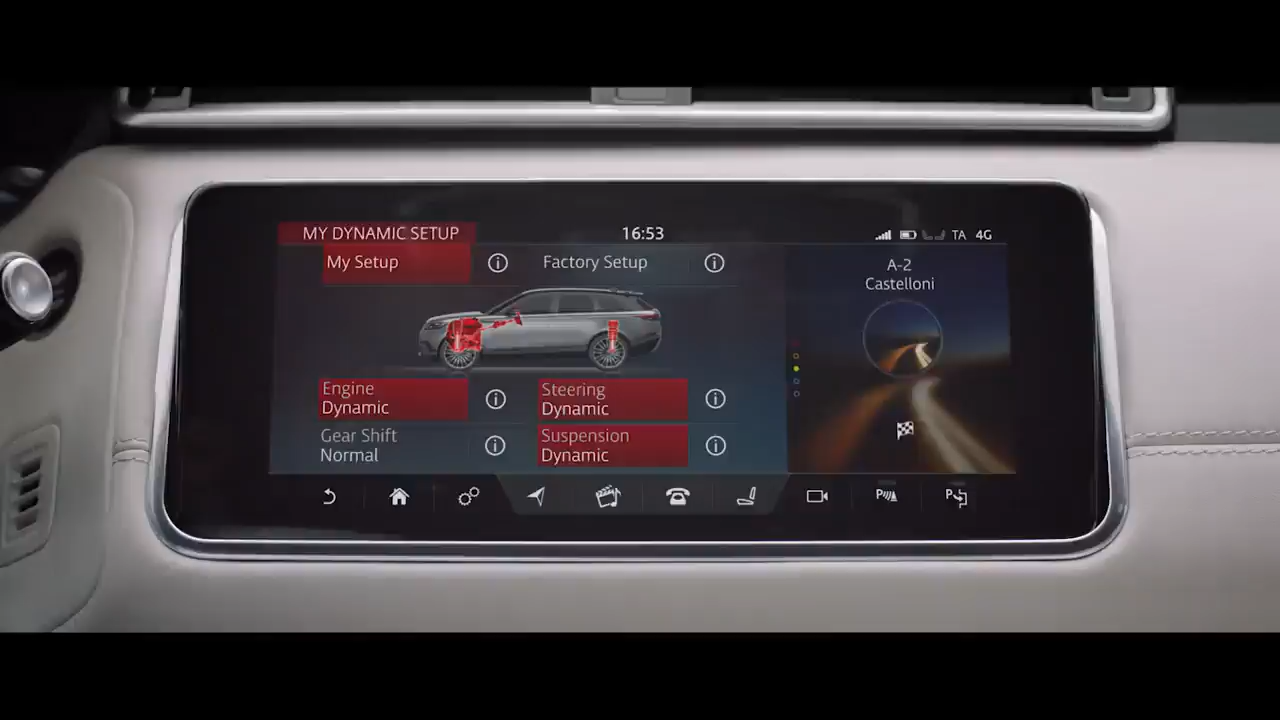 MY DYNAMIC SETUP
16:53
TA 4G
My Setup
Factory Setup
A-2
Castelloni
Engine
Dynamic
Steering
Dynamic
Gear Shift
Normal
Suspension
Dynamic
P
P